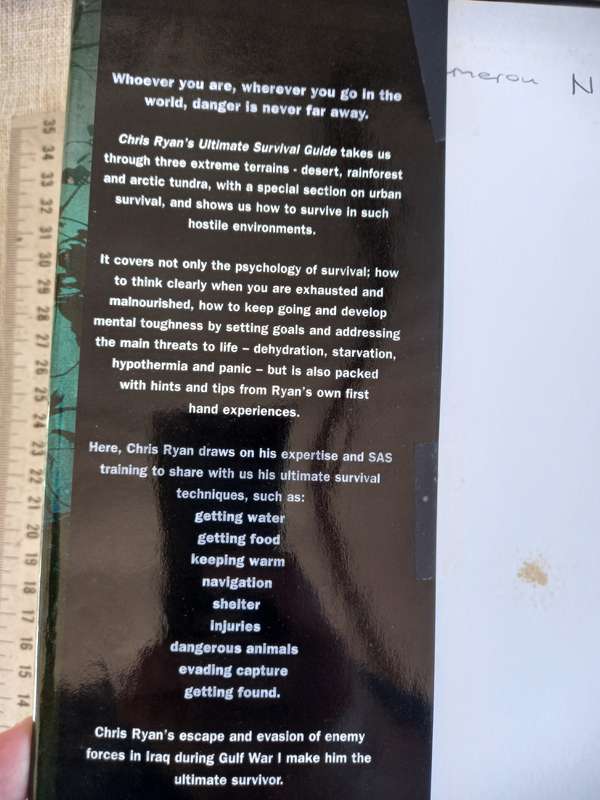 Whoever you are, wherever you go in the
world, danger is never far away.
Chris Ryan's Ultimate Survival Guide takes us
through three extreme terrains - desert, rainforest
and arctic tundra, with a special section on urban
survival, and shows us how to survive in such
hostile environments.
It covers not only the psychology of survival; how
to think clearly when you are exhausted and
malnourished, how to keep going and develop
mental toughness by setting goals and addressing
the main threats to life – dehydration, starvation,
hypothermia and panic – but is also packed
with hints and tips from Ryan's own first
hand experiences.
Here, Chris Ryan draws on his expertise and SAS
training to share with us his ultimate survival
techniques, such as:
getting water
getting food
keeping warm
navigation
shelter
injuries
dangerous animals
evading capture
getting found.
Chris Ryan's escape and evasion of enemy
forces in Iraq during Gulf War I make him the
ultimate survivor.
meron N
35
34
33
32
31
30
29
28
27
26
25
24
23
22
21
20
19
18
17
16
15
14